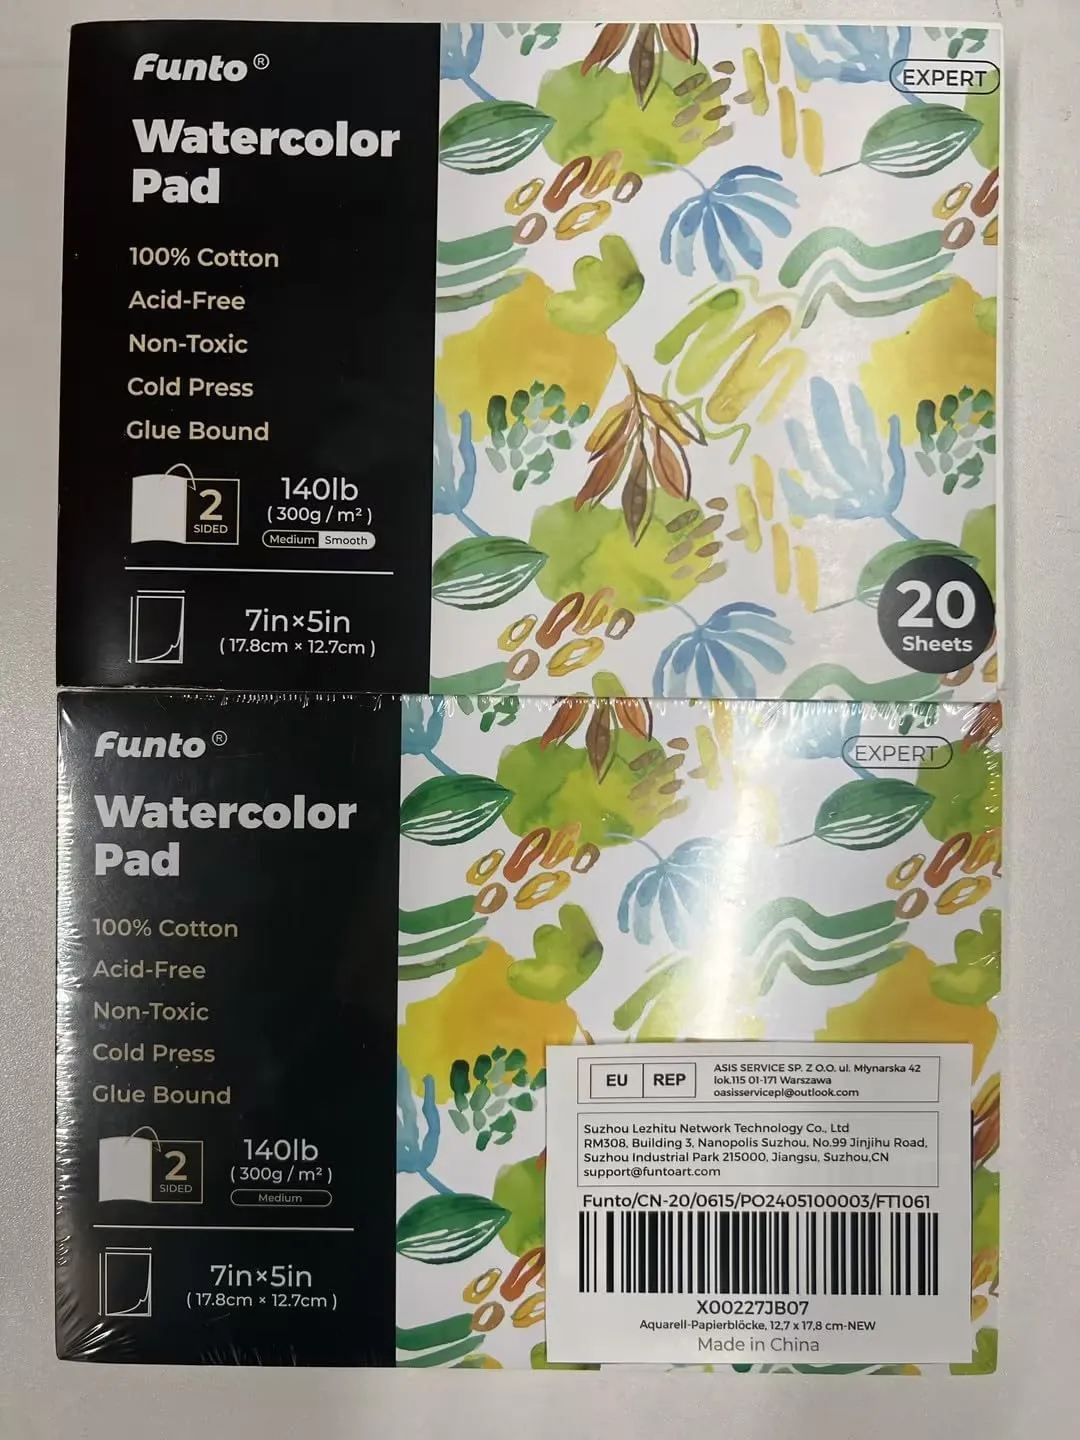 Funto ®
EXPERT
Watercolor
Pad
100% Cotton
Acid-Free
Non-Toxic
Cold Press
Glue Bound
2
SIDED
140lb
( 300g / m² )
Medium Smooth
7in×5in
( 17.8cm × 12.7cm )
20
Sheets
Funto ®
EXPERT
Watercolor
Pad
100% Cotton
Acid-Free
Non-Toxic
Cold Press
Glue Bound
2
SIDED
140lb
( 300g / m² )
Medium
7in×5in
( 17.8cm × 12.7cm )
EU REP
ASIS SERVICE SP. Z O.O. ul. Młynarska 42
lok.115 01-171 Warszawa
oasisservicepl@outlook.com
Suzhou Lezhitu Network Technology Co., Ltd
RM308, Building 3, Nanopolis Suzhou, No.99 Jinjihu Road,
Suzhou Industrial Park 215000, Jiangsu, Suzhou,CN
support@funtoart.com
Funto/CN-20/0615/PO2405100003/FT1061
X00227JB07
Aquarell-Papierblöcke, 12,7 x 17,8 cm-NEW
Made in China